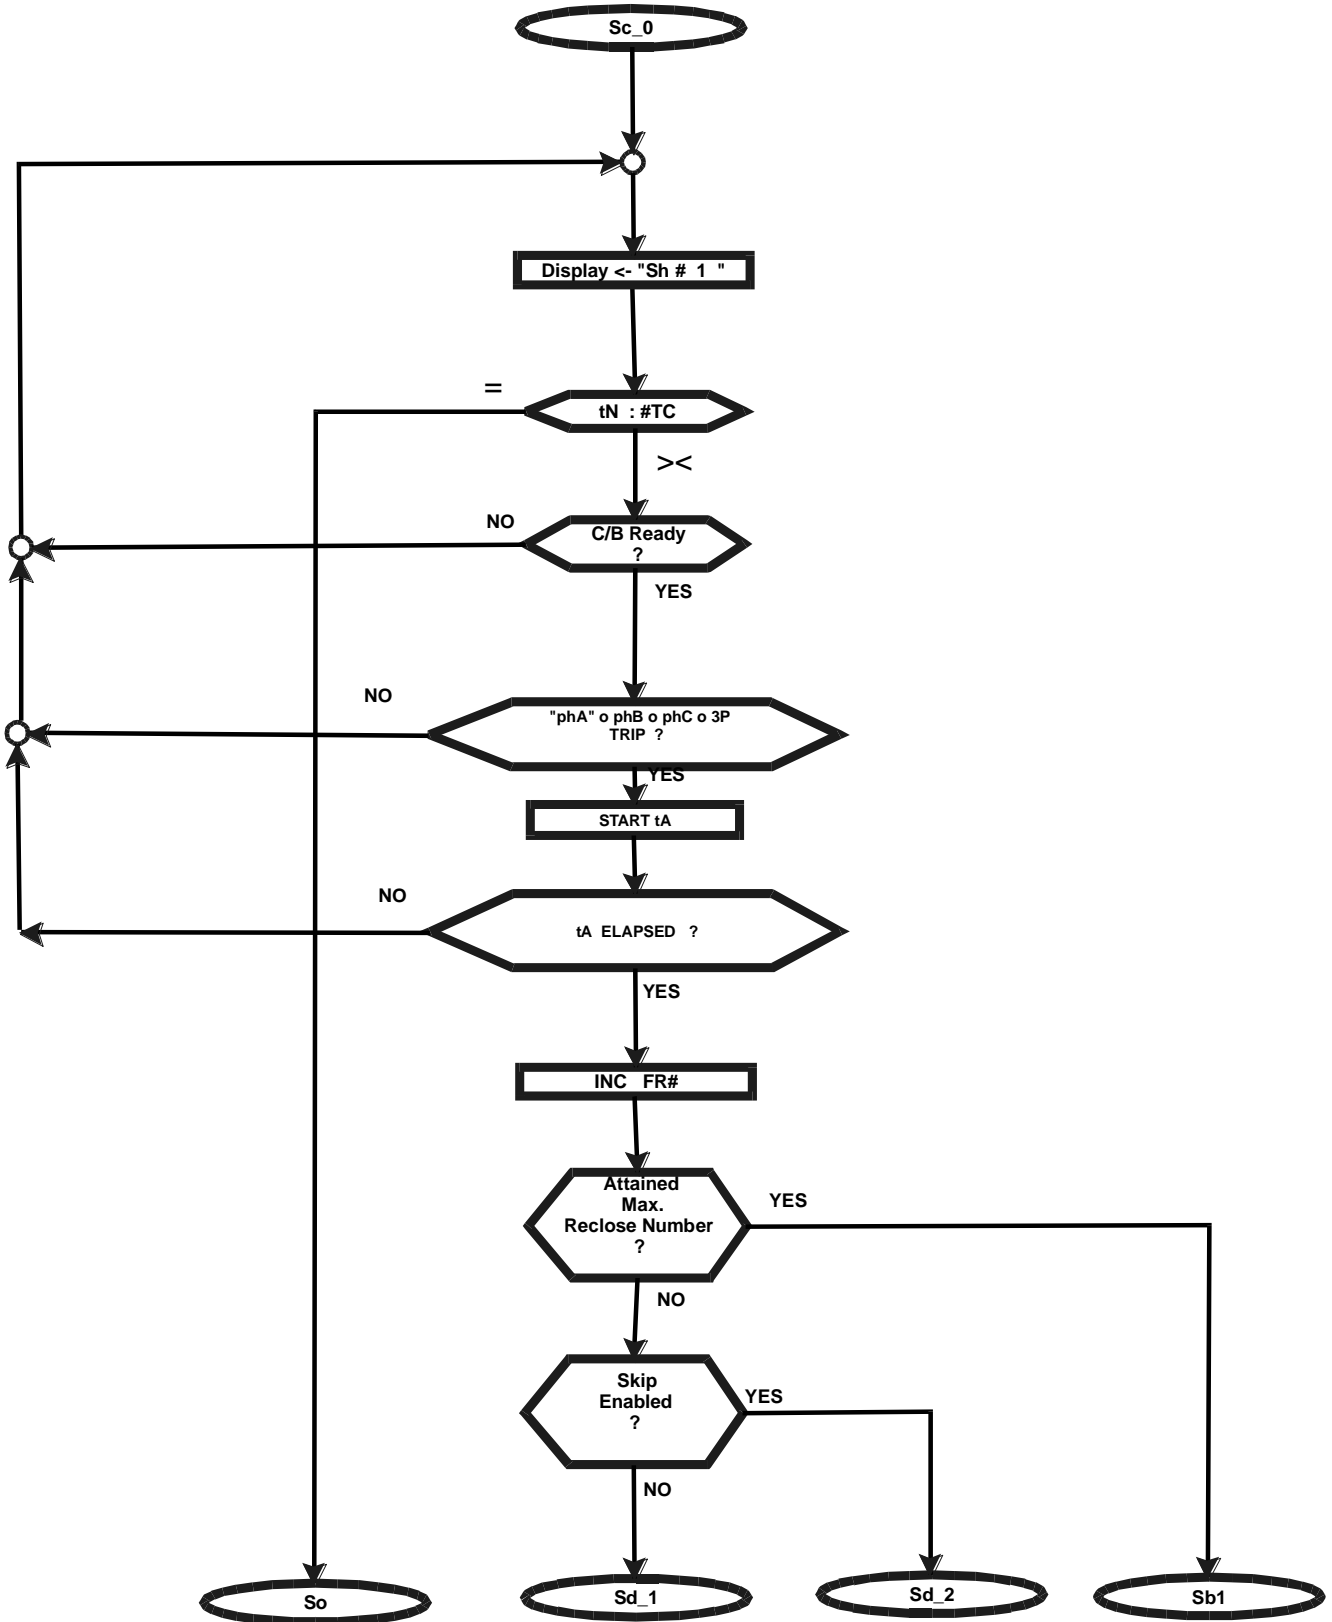 Sc_0
Display <- "Sh # 1 "
=
tN : #TC
><
NO
C/B Ready
?
YES
NO
"phA" o phB o phC o 3P
TRIP ?
YES
START tA
NO
tA ELAPSED ?
YES
INC FR#
Attained
Max.
Reclose Number
?
YES
NO
Skip
Enabled
?
YES
NO
So
Sd_1
Sd_2
Sb1